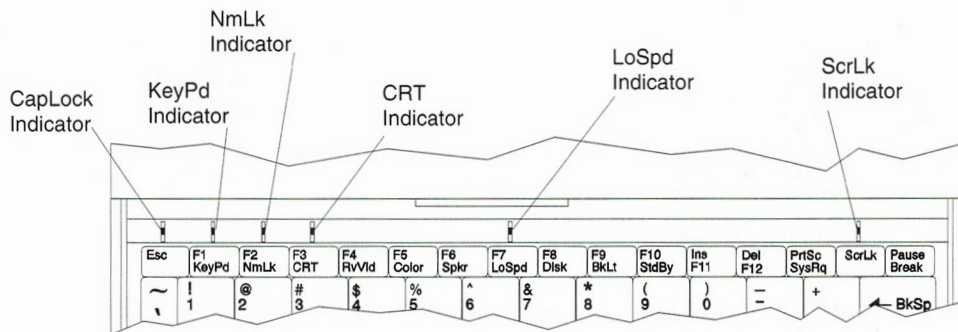 NmLk
Indicator
LoSpd
Indicator
ScrLk
Indicator
KeyPd
Indicator
CRT
Indicator
CapLock
Indicator
Esc
F1
KeyPd
F2
NmLk
F3
CRT
F4
RvVid
F5
Color
F6
Spkr
F7
LoSpd
F8
Disk
F9
BkLt
F10
StdBy
Ins
F11
Del
F12
PrtSc
SysRq
ScrLk
Pause
Break
~
!
1
@
2
#
3
$
4
%
5
^
6
&
7
*
8
(
9
)
0
—
+
BkSp